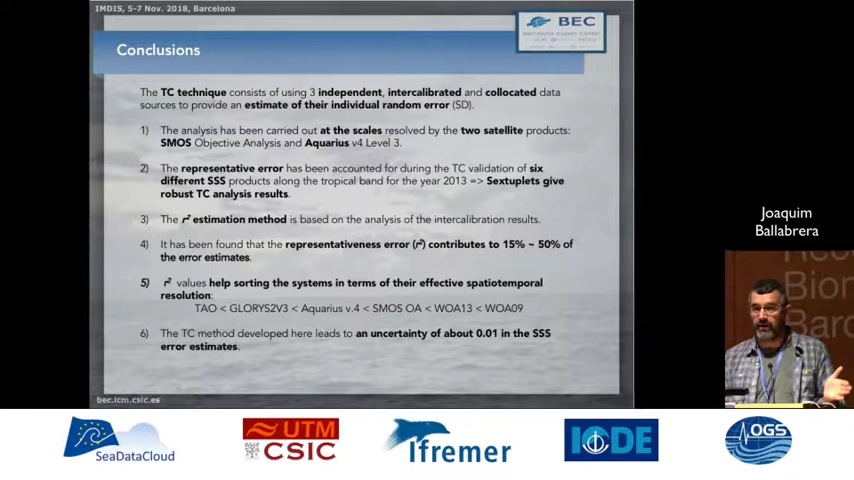 IMDIS, 5-7 Nov. 2018, Barcelona
BEC
Barcelona Expert Center
Conclusions
The TC technique consists of using 3 independent, intercalibrated and collocated data
sources to provide an estimate of their individual random error (SD).
1) The analysis has been carried out at the scales resolved by the two satellite products:
SMOS Objective Analysis and Aquarius v4 Level 3.
2) The representative error has been accounted for during the TC validation of six
different SSS products along the tropical band for the year 2013 => Sextuplets give
robust TC analysis results.
3) The r² estimation method is based on the analysis of the intercalibration results.
4) It has been found that the representativeness error (r²) contributes to 15% ~ 50% of
the error estimates.
5) r² values help sorting the systems in terms of their effective spatiotemporal
resolution:
TAO < GLORYS2V3 < Aquarius v.4 < SMOS OA < WOA13 < WOA09
6) The TC method developed here leads to an uncertainty of about 0.01 in the SSS
error estimates.
bec.icm.csic.es
Joaquim
Ballabrera
Bion
Barc
SeaDataCloud
UTM
CSIC
Ifremer
IODE
OGS